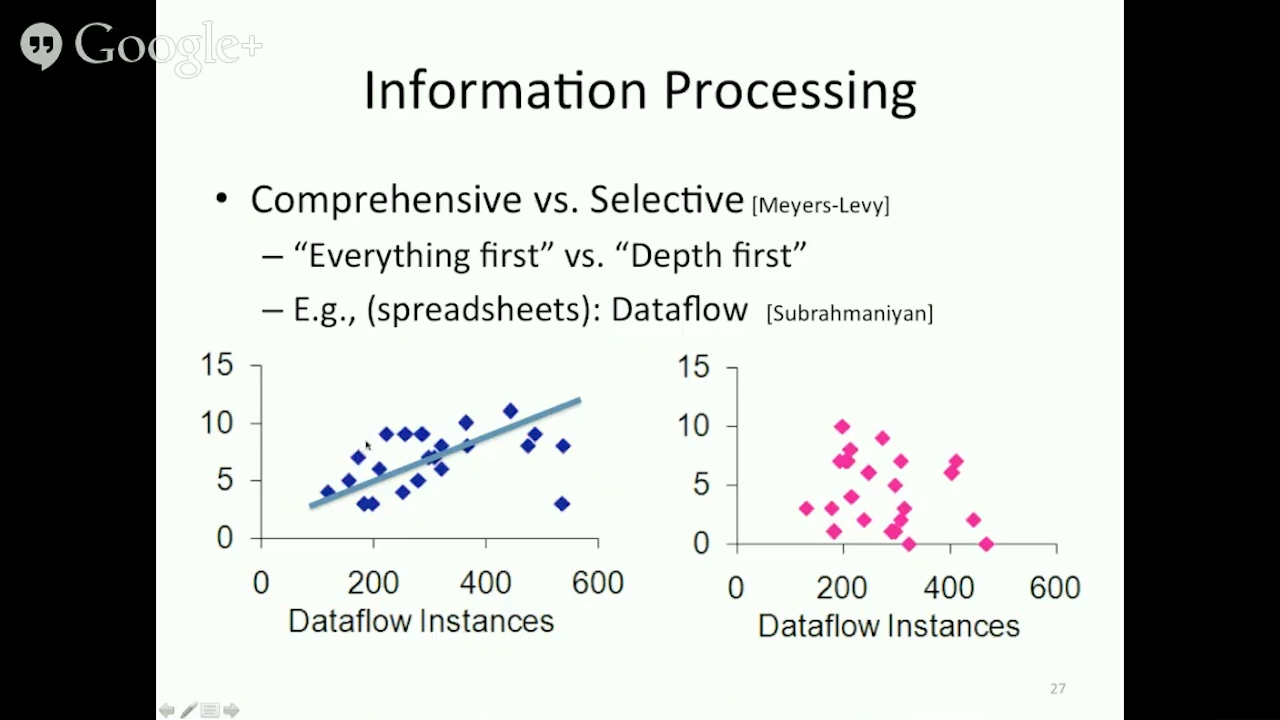 Google+
Information Processing
• Comprehensive vs. Selective [Meyers-Levy]
– “Everything first” vs. “Depth first”
– E.g., (spreadsheets): Dataflow [Subrahmaniyan]
15
10
5
0
0 200 400 600
Dataflow Instances
15
10
5
0
0 200 400 600
Dataflow Instances
27